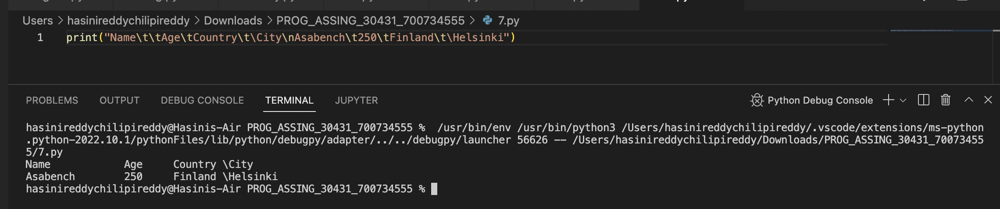 Users > hasinireddychilipireddy > Downloads > PROG_ASSING_30431_700734555 > 7.py
1 print("Name\t\tAge\tCountry\t\City\nAsabench\t250\tFinland\t\Helsinki")
PROBLEMS OUTPUT DEBUG CONSOLE TERMINAL JUPYTER Python Debug Console
hasinireddychilipireddy@Hasinis-Air PROG_ASSING_30431_700734555 %  /usr/bin/env /usr/bin/python3 /Users/hasinireddychilipireddy/.vscode/extensions/ms-python
.python-2022.10.1/pythonFiles/lib/python/debugpy/adapter/../../debugpy/launcher 56626 -- /Users/hasinireddychilipireddy/Downloads/PROG_ASSING_30431_70073455
5/7.py
Name            Age     Country \City
Asabench        250     Finland \Helsinki
hasinireddychilipireddy@Hasinis-Air PROG_ASSING_30431_700734555 %